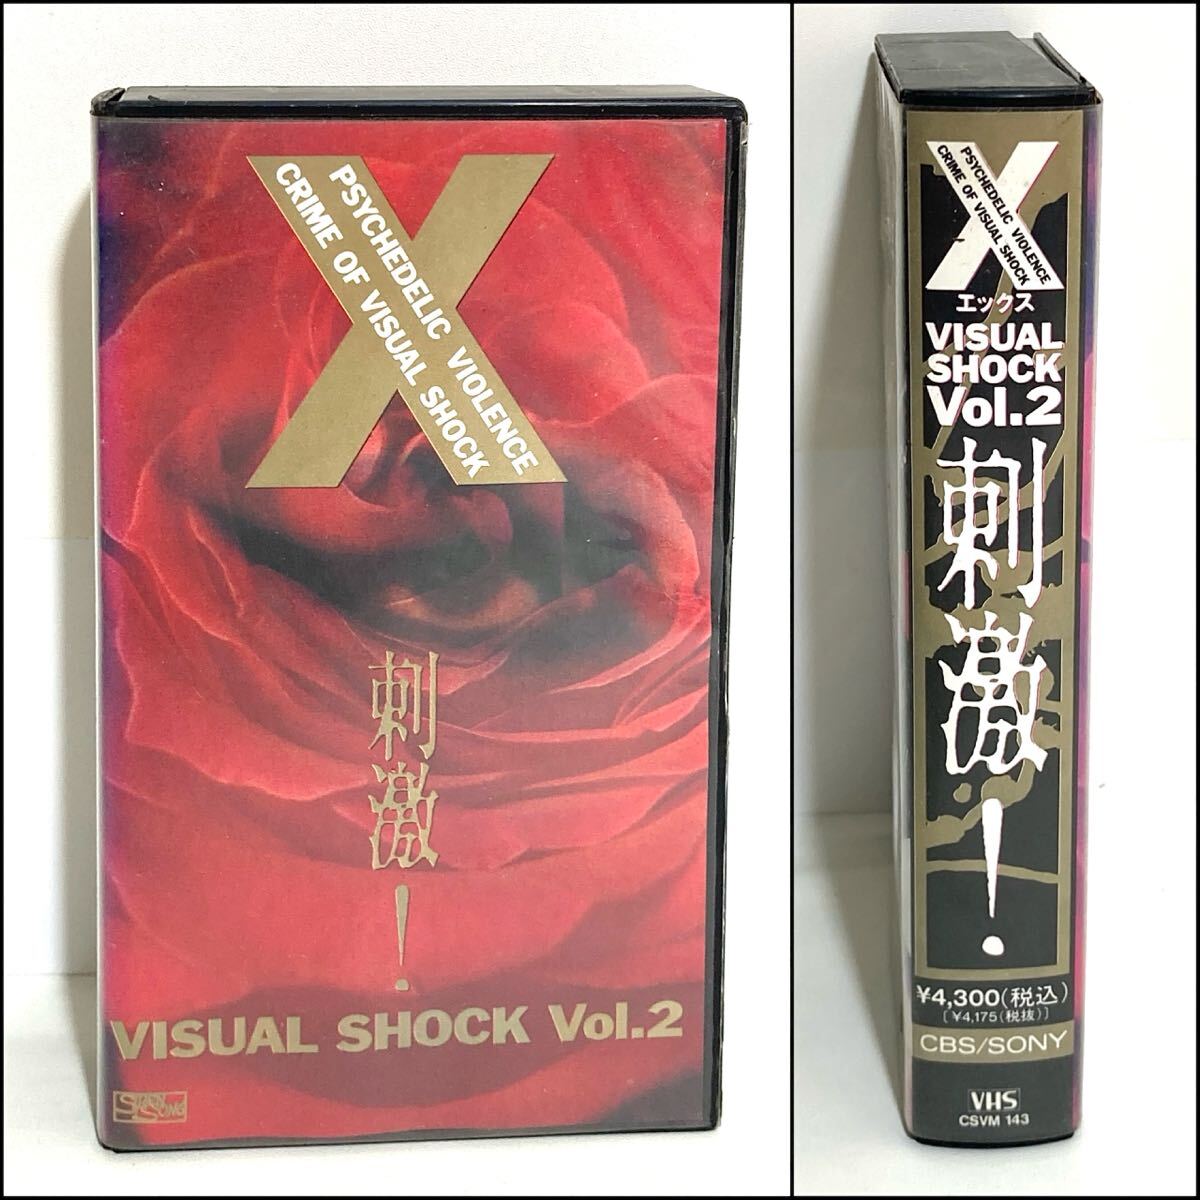 X
PSYCHEDELIC VIOLENCE
CRIME OF VISUAL SHOCK
刺激!
VISUAL SHOCK Vol.2
SIREN SONG
X
PSYCHEDELIC VIOLENCE
CRIME OF VISUAL SHOCK
エックス
VISUAL
SHOCK
Vol.2
刺激!
¥4,300(税込)
[¥4,175(税抜)]
CBS/SONY
VHS
CSVM 143